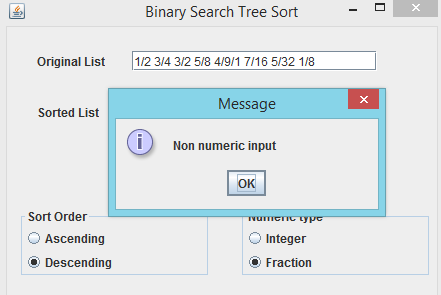 Binary Search Tree Sort
Original List 1/2 3/4 3/2 5/8 4/9/1 7/16 5/32 1/8
Sorted List
Message
Non numeric input
OK
Sort Order
Ascending
Descending
Numeric type
Integer
Fraction